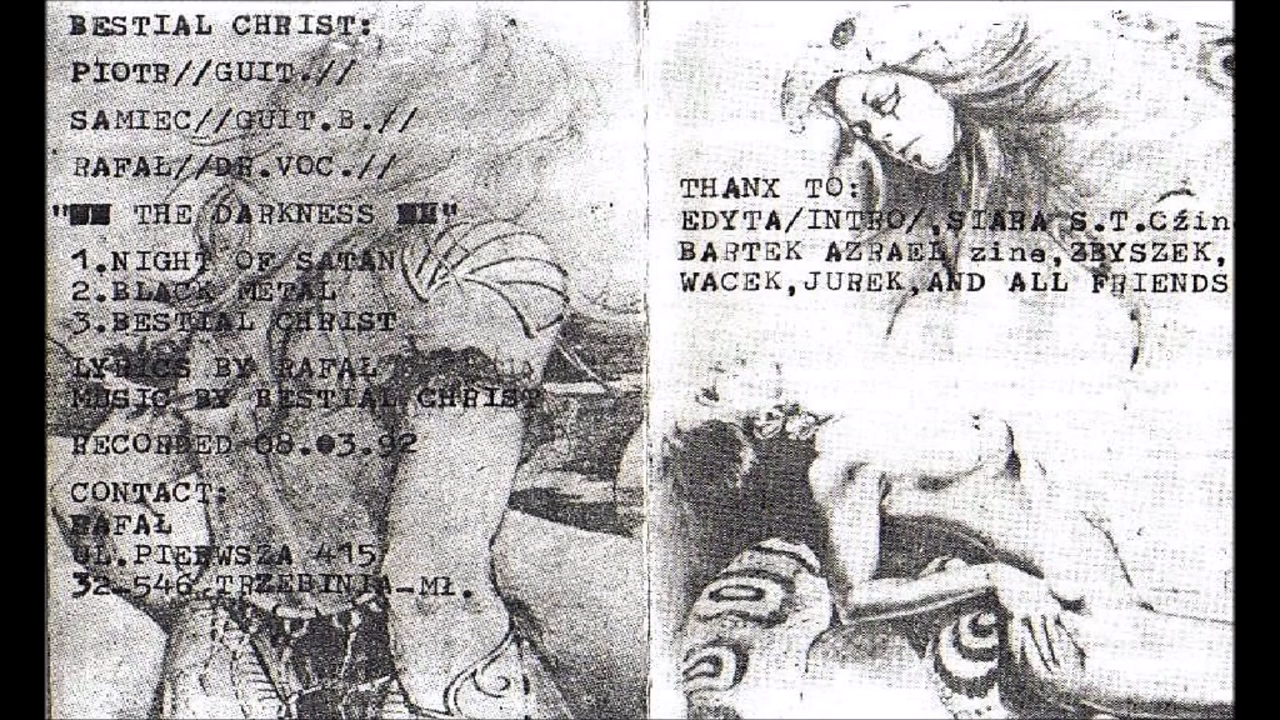 BESTIAL CHRIST:
PIOTR//GUIT.//
SAMIEC//GUIT.B.//
RAFAŁ//DR.VOC.//
" THE DARKNESS "
1.NIGHT OF SATAN
2.BLACK METAL
3.BESTIAL CHRIST
LYRICS BY RAFAŁ
MUSIC BY BESTIAL CHRIST
RECORDED 08.03.92
CONTACT:
RAFAŁ
UL.PIERWSZA 415
32-546 TRZEBINIA-MŁ.
THANX TO:
EDYTA/INTRO/,SIARA S.T.Cźin
BARTEK AZRAEL zine,ZBYSZEK,
WACEK,JUREK,AND ALL FRIENDS